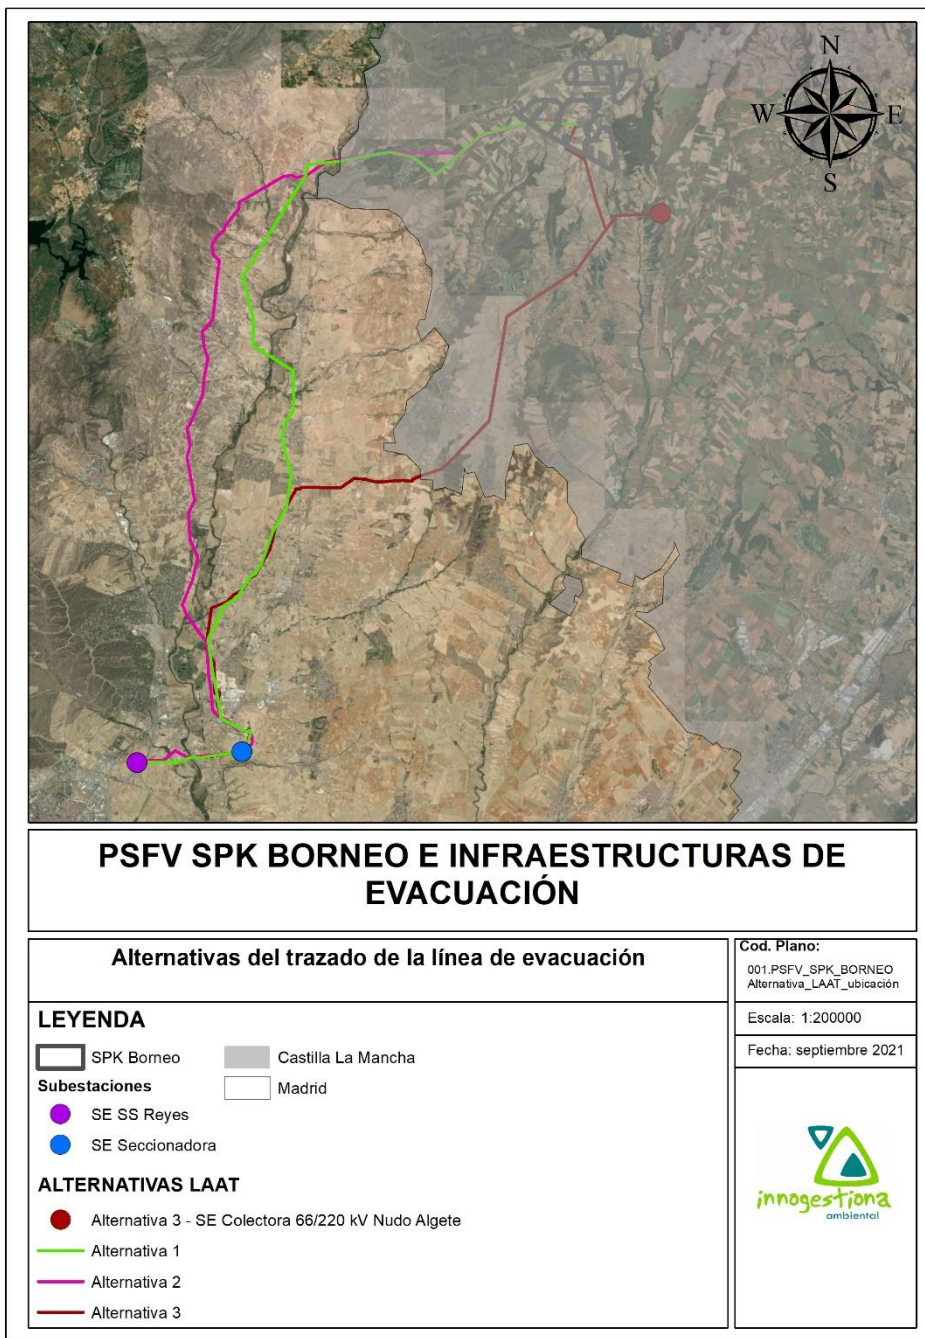 N
W
E
S
PSFV SPK BORNEO E INFRAESTRUCTURAS DE
EVACUACIÓN
Alternativas del trazado de la línea de evacuación
Cod. Plano:
001.PSFV_SPK_BORNEO
Alternativa_LAAT_ubicación
Escala: 1:200000
Fecha: septiembre 2021
LEYENDA
SPK Borneo
Castilla La Mancha
Subestaciones
Madrid
SE SS Reyes
SE Seccionadora
ALTERNATIVAS LAAT
Alternativa 3 - SE Colectora 66/220 kV Nudo Algete
Alternativa 1
Alternativa 2
Alternativa 3
innogestiona
ambiental